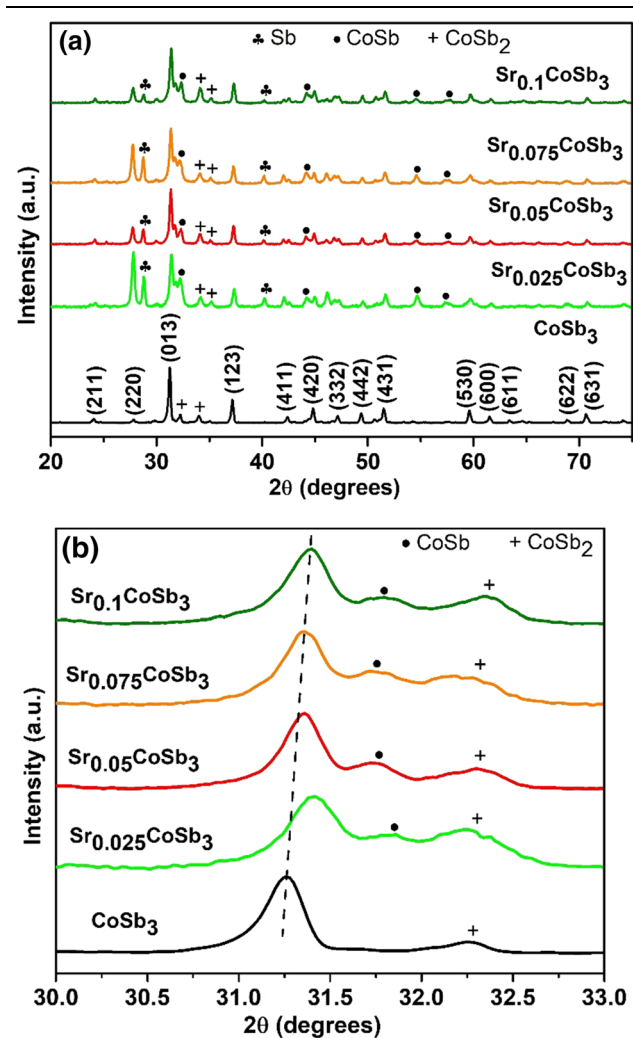 (a) ♣ Sb • CoSb + CoSb₂
Sr₀.₁CoSb₃
Sr₀.₀₇₅CoSb₃
Sr₀.₀₅CoSb₃
Sr₀.₀₂₅CoSb₃
CoSb₃
(211) (220) (013) (123) (411) (420) (332) (442) (431) (530) (600) (611) (622) (631)
Intensity (a.u.)
20 30 40 50 60 70
2θ (degrees)
(b) • CoSb + CoSb₂
Sr₀.₁CoSb₃
Sr₀.₀₇₅CoSb₃
Sr₀.₀₅CoSb₃
Sr₀.₀₂₅CoSb₃
CoSb₃
Intensity (a.u.)
30.0 30.5 31.0 31.5 32.0 32.5 33.0
2θ (degrees)